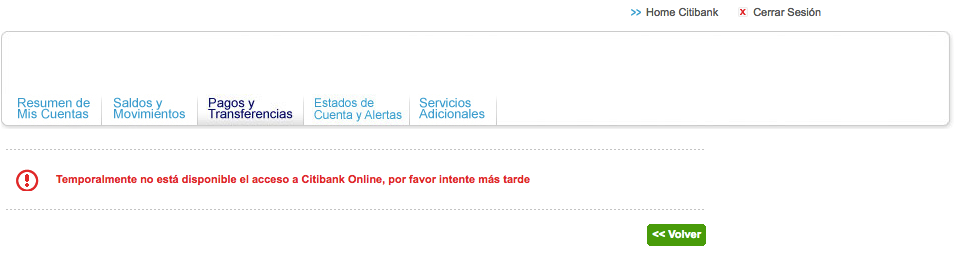 >> Home Citibank x Cerrar Sesión
Resumen de
Mis Cuentas
Saldos y
Movimientos
Pagos y
Transferencias
Estados de
Cuenta y Alertas
Servicios
Adicionales
Temporalmente no está disponible el acceso a Citibank Online, por favor intente más tarde
<< Volver